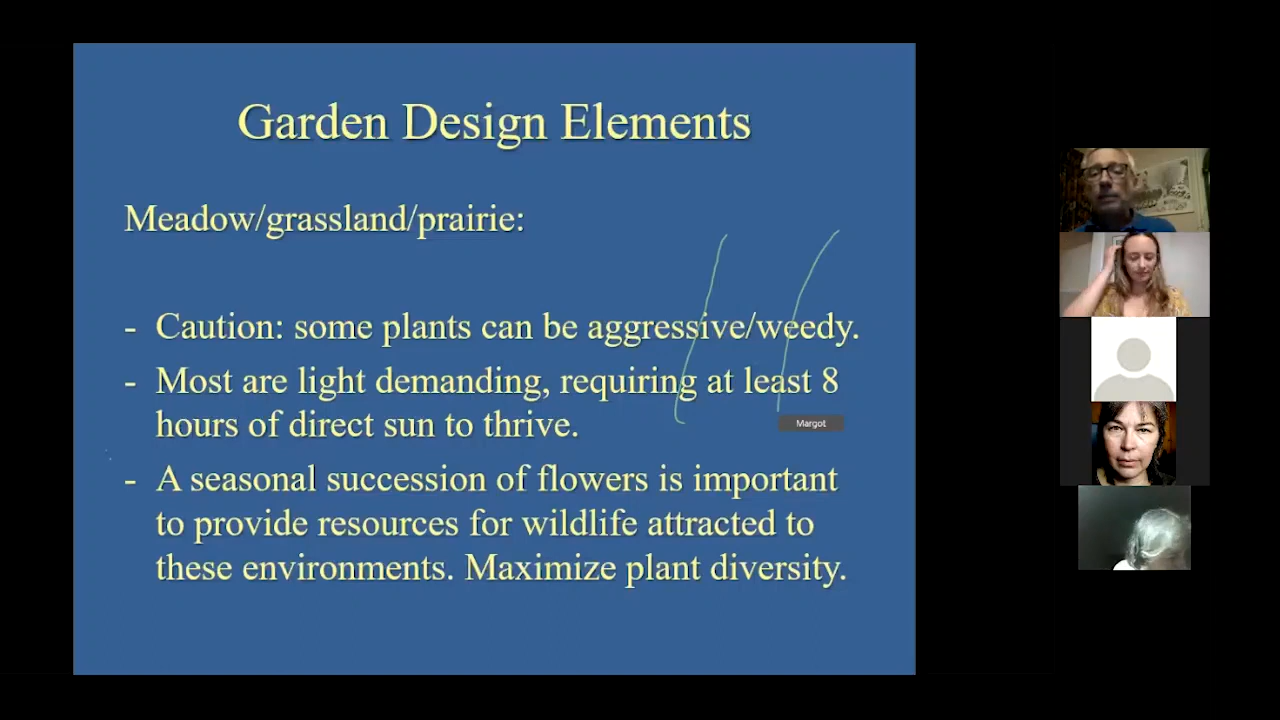 Garden Design Elements
Meadow/grassland/prairie:
- Caution: some plants can be aggressive/weedy.
- Most are light demanding, requiring at least 8
hours of direct sun to thrive.
- A seasonal succession of flowers is important
to provide resources for wildlife attracted to
these environments. Maximize plant diversity.
Margot